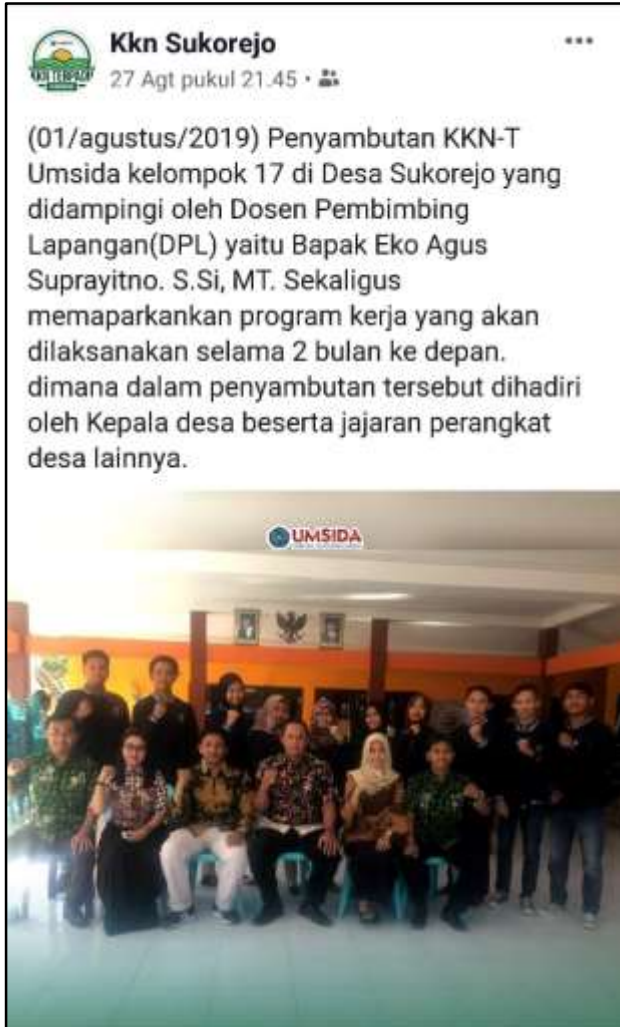 Kkn Sukorejo
27 Agt pukul 21.45 •
(01/agustus/2019) Penyambutan KKN-T
Umsida kelompok 17 di Desa Sukorejo yang
didampingi oleh Dosen Pembimbing
Lapangan(DPL) yaitu Bapak Eko Agus
Suprayitno. S.Si, MT. Sekaligus
memaparkankan program kerja yang akan
dilaksanakan selama 2 bulan ke depan.
dimana dalam penyambutan tersebut dihadiri
oleh Kepala desa beserta jajaran perangkat
desa lainnya.
UMSIDA